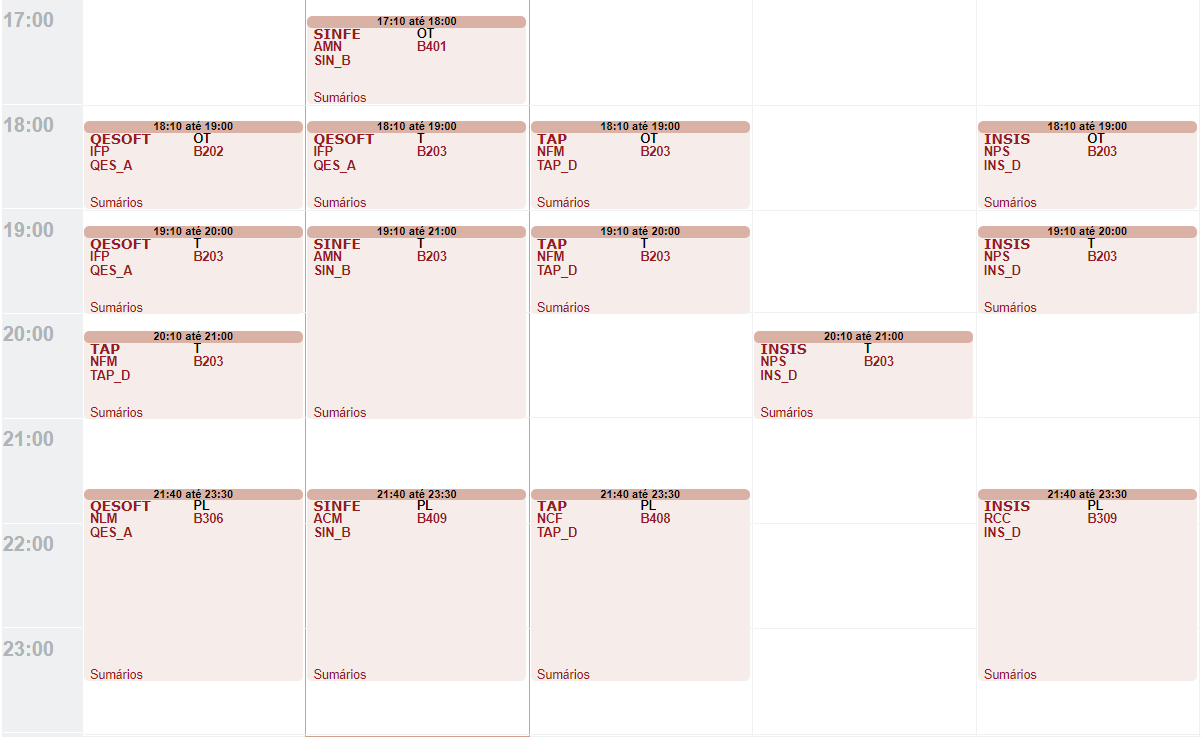 17:00
17:10 até 18:00
SINFE OT
AMN B401
SIN_B
Sumários
18:00
18:10 até 19:00 18:10 até 19:00 18:10 até 19:00 18:10 até 19:00
QESOFT OT QESOFT T TAP OT INSIS OT
IFP B202 IFP B203 NFM B203 NPS B203
QES_A QES_A TAP_D INS_D
Sumários Sumários Sumários Sumários
19:00
19:10 até 20:00 19:10 até 21:00 19:10 até 20:00 19:10 até 20:00
QESOFT T SINFE T TAP T INSIS T
IFP B203 AMN B203 NFM B203 NPS B203
QES_A SIN_B TAP_D INS_D
Sumários Sumários Sumários
20:00
20:10 até 21:00 20:10 até 21:00
TAP T INSIS T
NFM B203 NPS B203
TAP_D INS_D
Sumários Sumários Sumários
21:00
21:40 até 23:30 21:40 até 23:30 21:40 até 23:30 21:40 até 23:30
QESOFT PL SINFE PL TAP PL INSIS PL
NLM B306 ACM B409 NCF B408 RCC B309
QES_A SIN_B TAP_D INS_D
22:00
23:00
Sumários Sumários Sumários Sumários